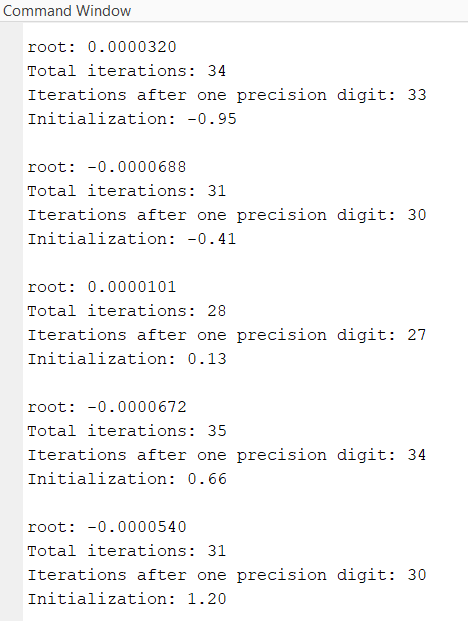 Command Window
root: 0.0000320
Total iterations: 34
Iterations after one precision digit: 33
Initialization: -0.95
root: -0.0000688
Total iterations: 31
Iterations after one precision digit: 30
Initialization: -0.41
root: 0.0000101
Total iterations: 28
Iterations after one precision digit: 27
Initialization: 0.13
root: -0.0000672
Total iterations: 35
Iterations after one precision digit: 34
Initialization: 0.66
root: -0.0000540
Total iterations: 31
Iterations after one precision digit: 30
Initialization: 1.20